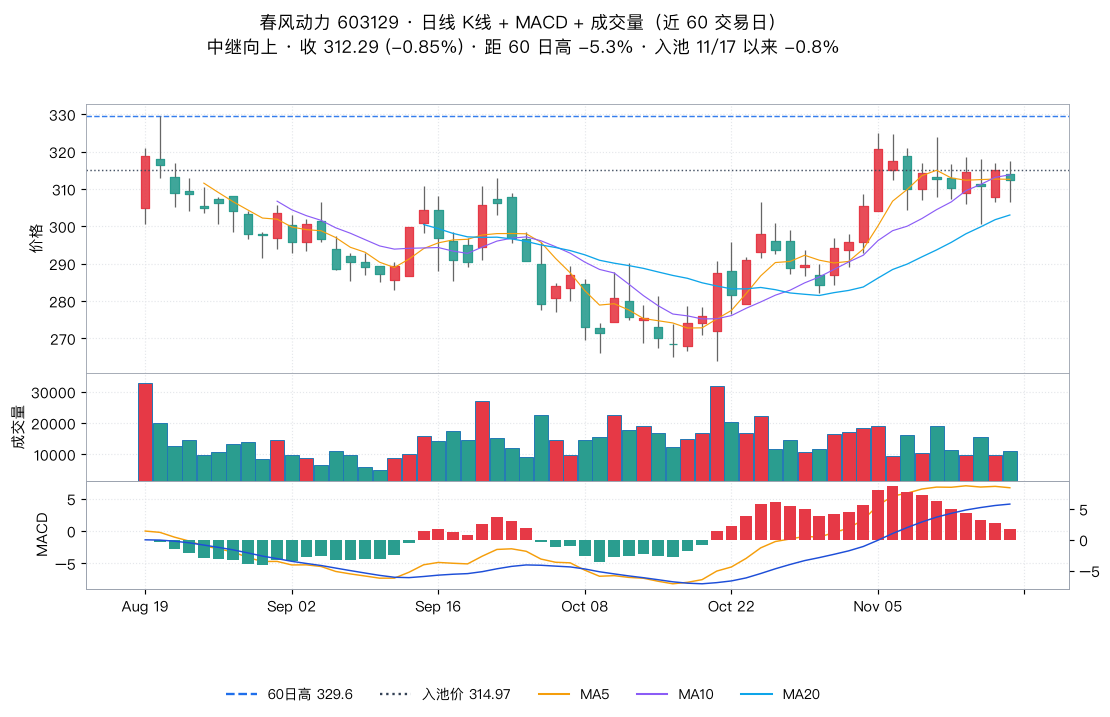 春风动力 603129 · 日线 K线 + MACD + 成交量（近 60 交易日）
中继向上 · 收 312.29 (−0.85%) · 距 60 日高 −5.3% · 入池 11/17 以来 −0.8%
价格
330
320
310
300
290
280
270
成交量
30000
20000
10000
MACD
5
0
−5
5
0
−5
Aug 19
Sep 02
Sep 16
Oct 08
Oct 22
Nov 05
60日高 329.6
入池价 314.97
MA5
MA10
MA20